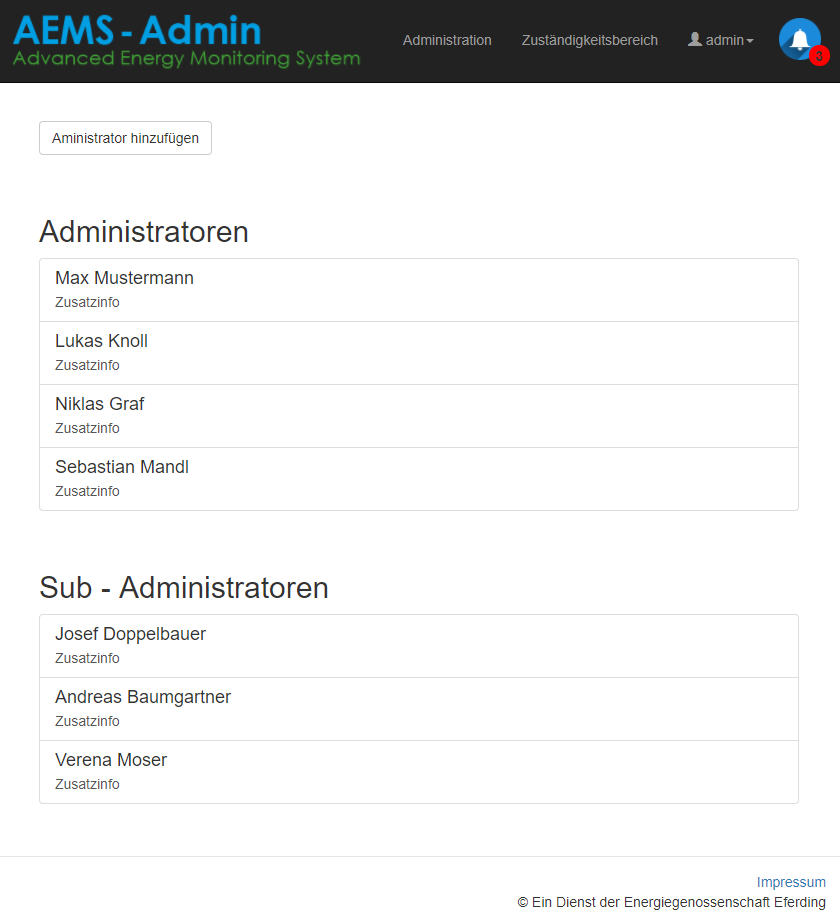 AEMS - Admin
Advanced Energy Monitoring System
Administration
Zuständigkeitsbereich
admin
3
Aministrator hinzufügen
Administratoren
Max Mustermann
Zusatzinfo
Lukas Knoll
Zusatzinfo
Niklas Graf
Zusatzinfo
Sebastian Mandl
Zusatzinfo
Sub - Administratoren
Josef Doppelbauer
Zusatzinfo
Andreas Baumgartner
Zusatzinfo
Verena Moser
Zusatzinfo
Impressum
© Ein Dienst der Energiegenossenschaft Eferding